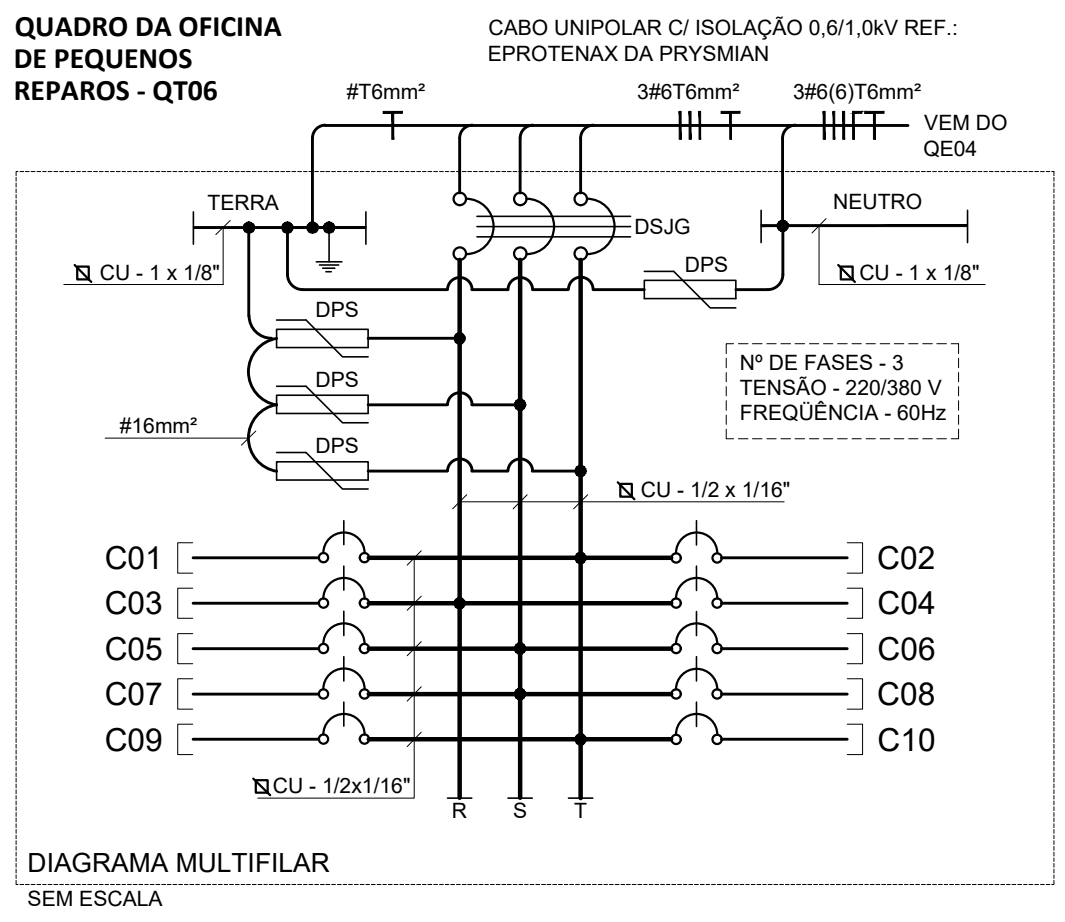 QUADRO DA OFICINA
DE PEQUENOS
REPAROS - QT06
CABO UNIPOLAR C/ ISOLAÇÃO 0,6/1,0kV REF.:
EPROTENAX DA PRYSMIAN
#T6mm²
3#6T6mm²
3#6(6)T6mm²
VEM DO
QE04
TERRA
NEUTRO
DSJG
CU - 1 x 1/8"
DPS
CU - 1 x 1/8"
DPS
Nº DE FASES - 3
TENSÃO - 220/380 V
FREQÜÊNCIA - 60Hz
DPS
#16mm²
DPS
CU - 1/2 x 1/16"
C01
C02
C03
C04
C05
C06
C07
C08
C09
C10
CU - 1/2x1/16"
R
S
T
DIAGRAMA MULTIFILAR
SEM ESCALA